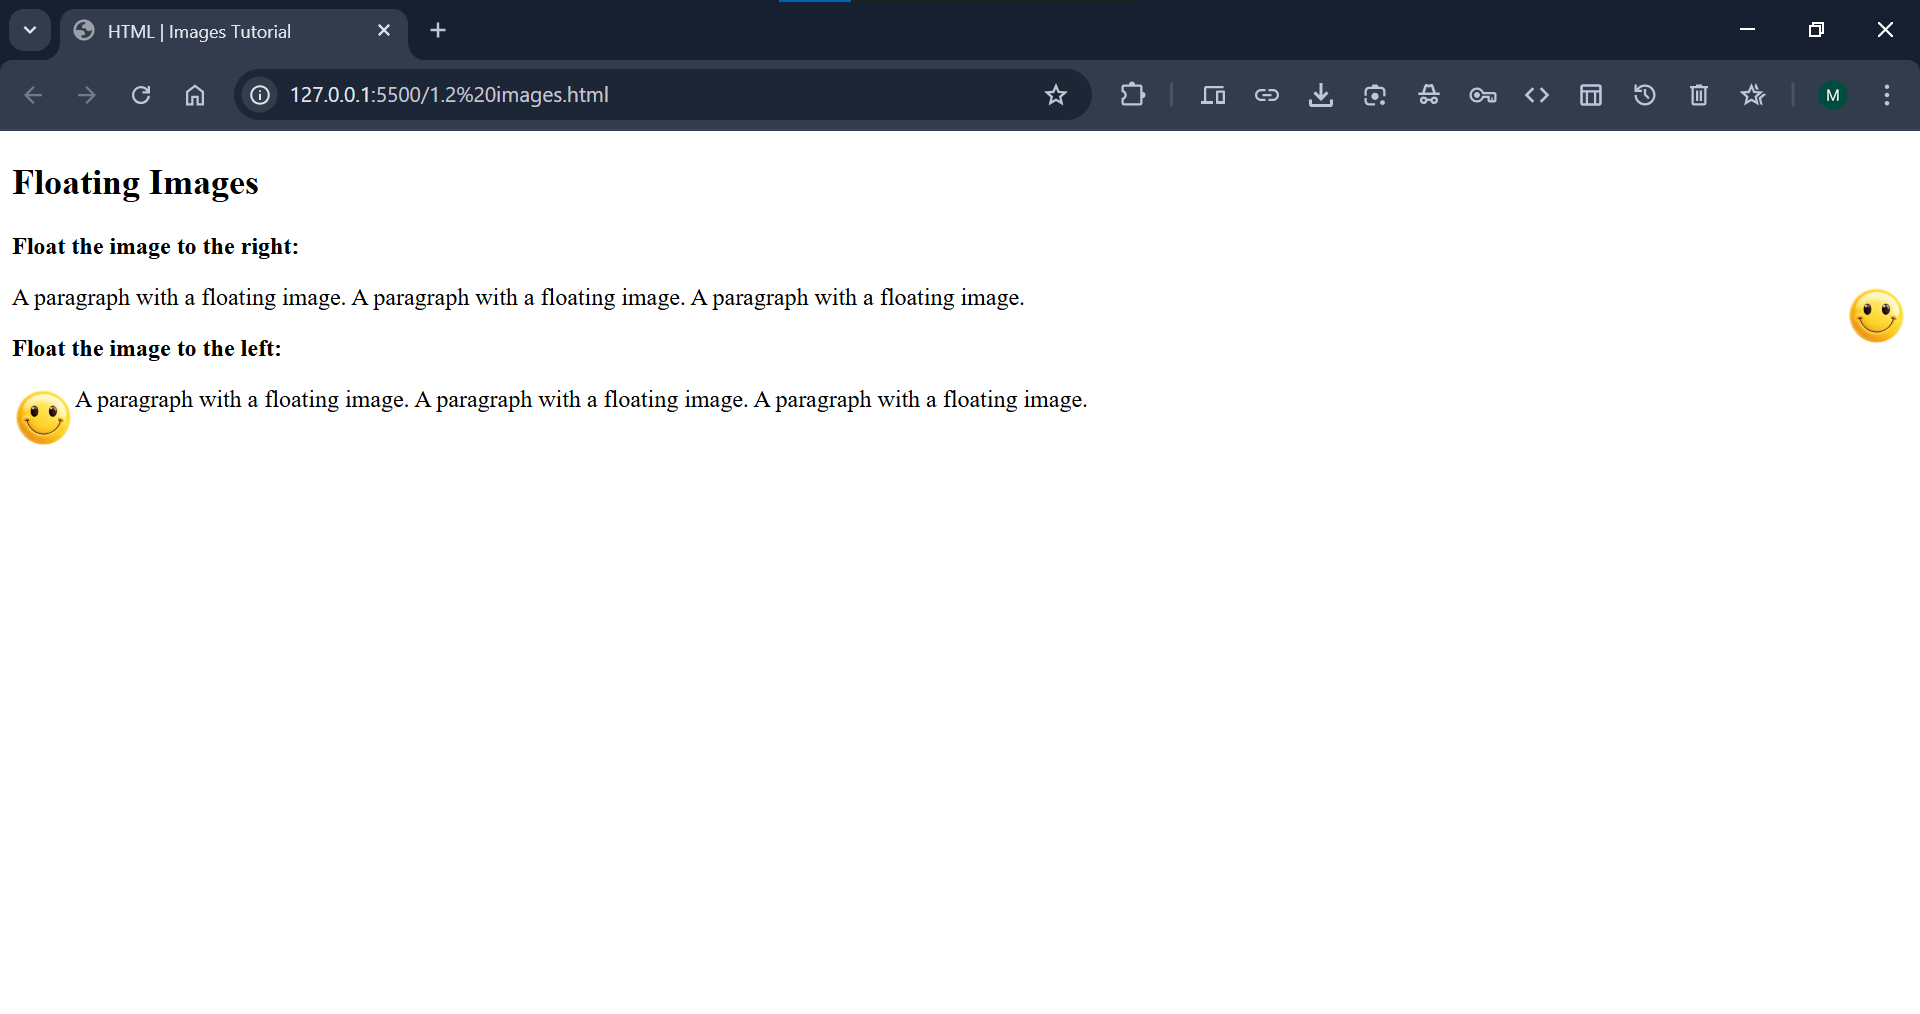 HTML | Images Tutorial
127.0.0.1:5500/1.2%20images.html
M
Floating Images
Float the image to the right:
A paragraph with a floating image. A paragraph with a floating image. A paragraph with a floating image.
Float the image to the left:
A paragraph with a floating image. A paragraph with a floating image. A paragraph with a floating image.